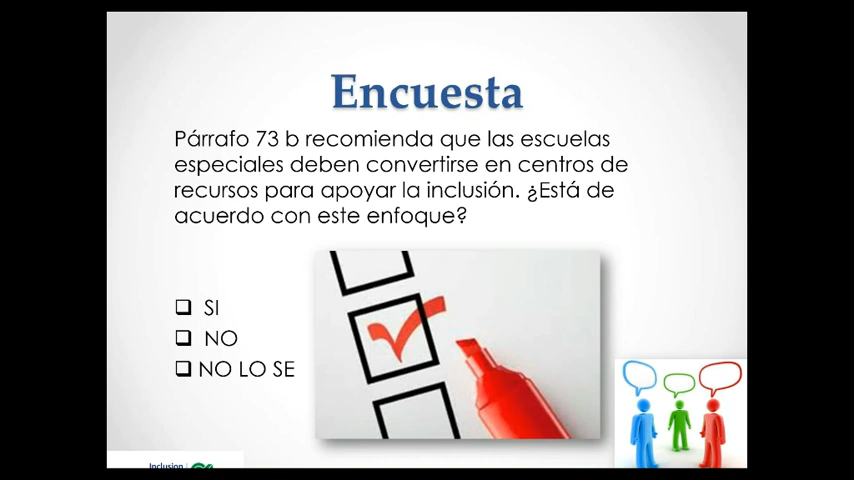 Encuesta
Párrafo 73 b recomienda que las escuelas
especiales deben convertirse en centros de
recursos para apoyar la inclusión. ¿Está de
acuerdo con este enfoque?
SI
NO
NO LO SE
Inclusion